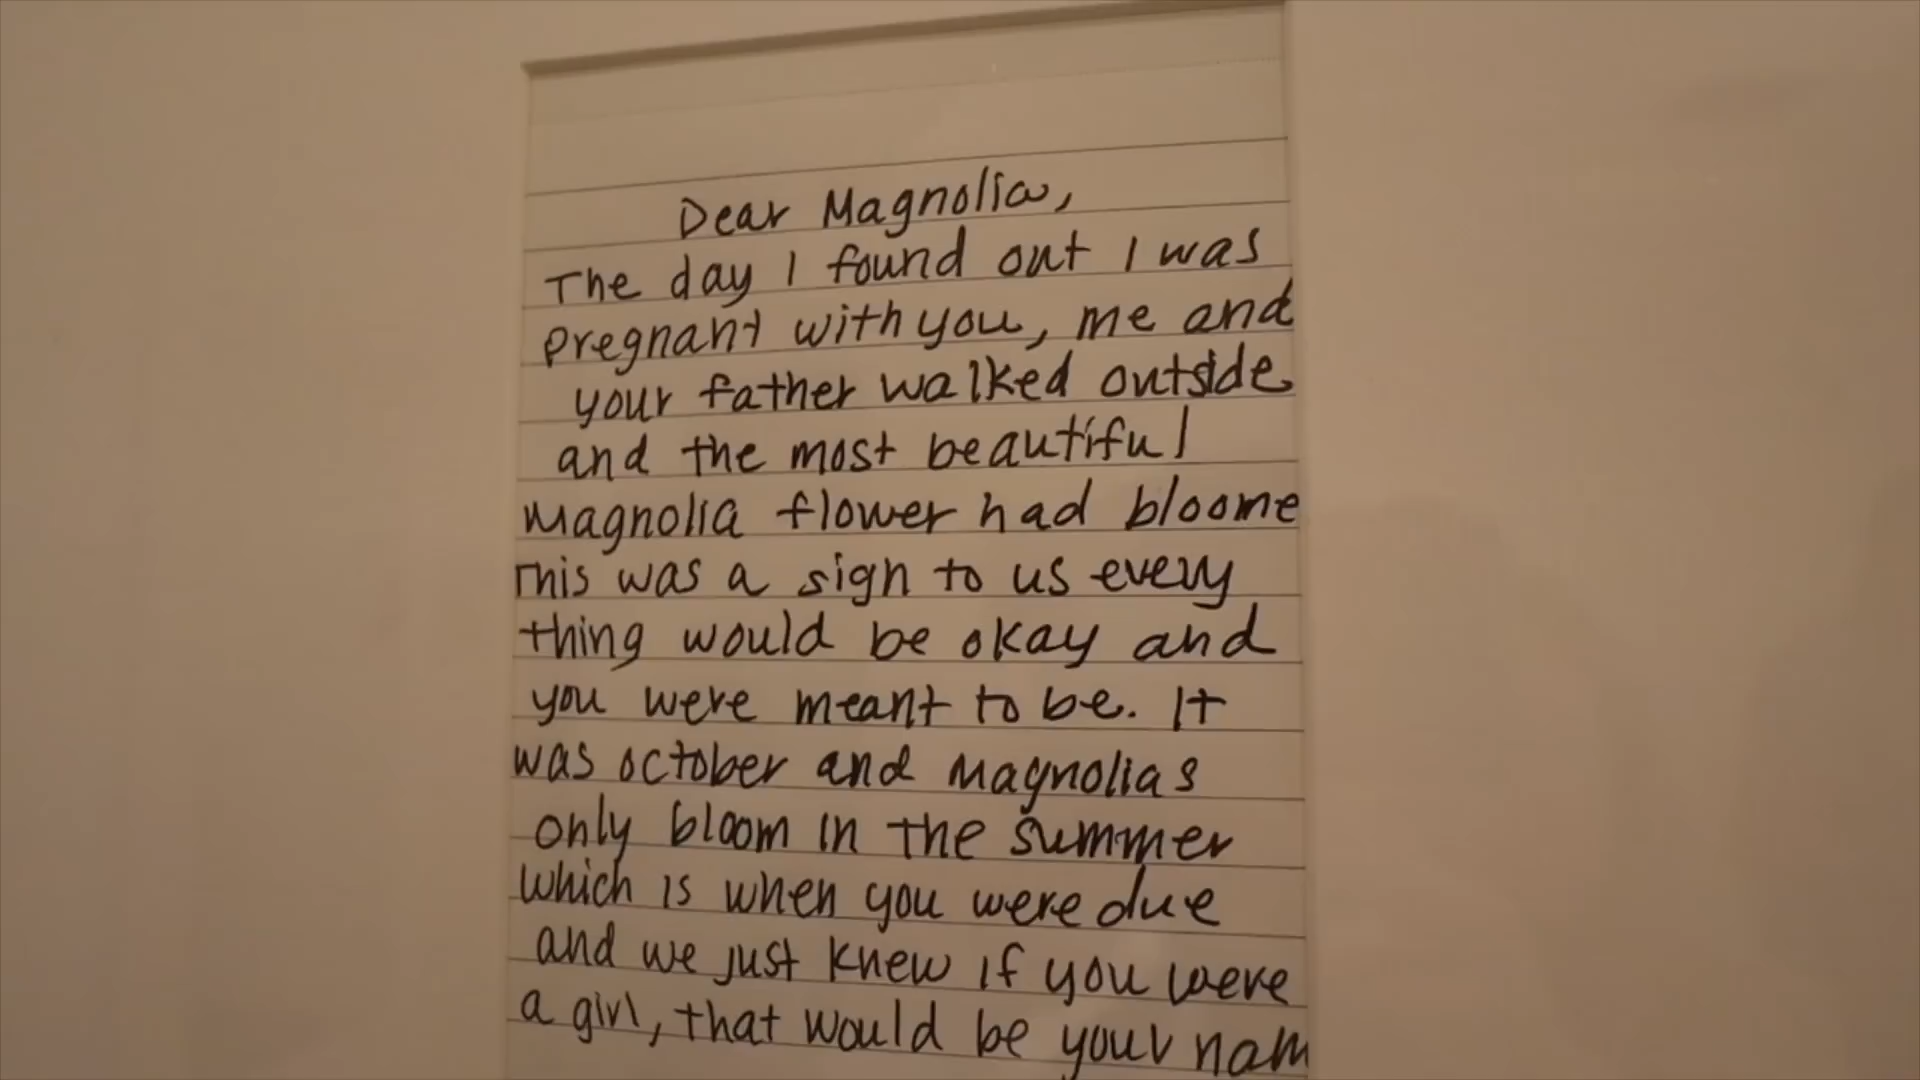 Dear Magnolia,
The day I found out I was
pregnant with you, me and
your father walked outside
and the most beautiful
Magnolia flower had bloome
This was a sign to us every
thing would be okay and
you were meant to be. It
was october and Magnolias
only bloom in the summer
which is when you were due
and we just knew if you were
a girl, that would be your nam